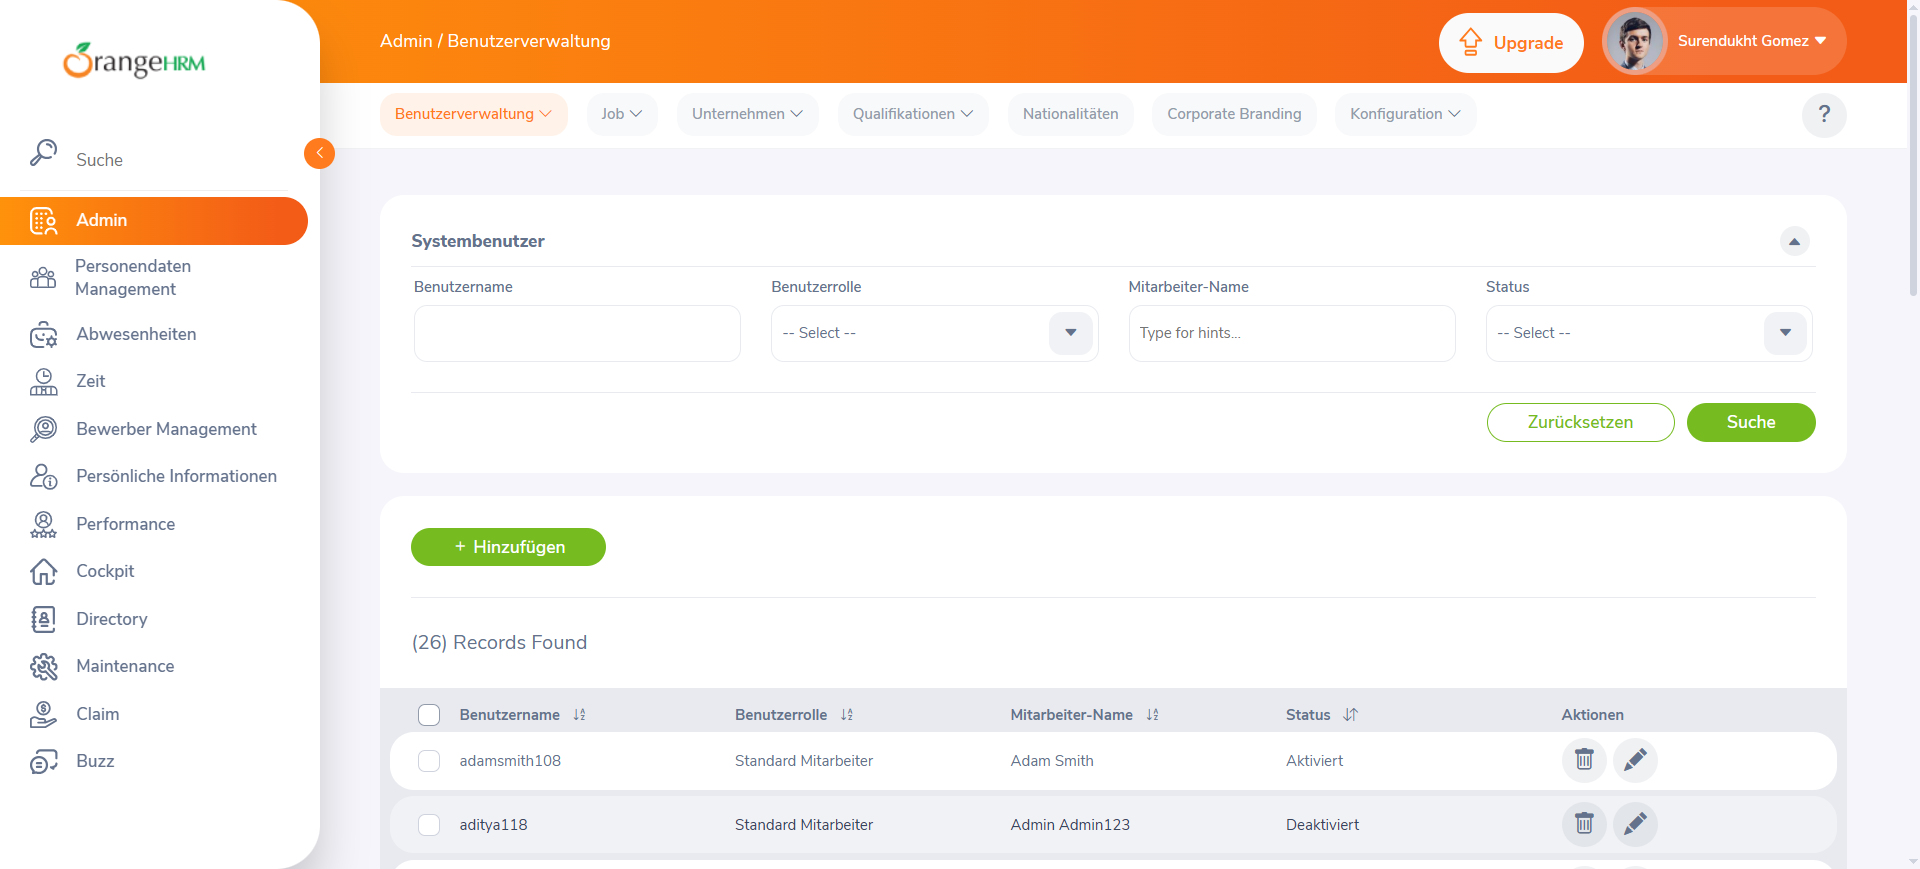 OrangeHRM
Admin / Benutzerverwaltung
Upgrade
Surendukht Gomez
Benutzerverwaltung
Job
Unternehmen
Qualifikationen
Nationalitäten
Corporate Branding
Konfiguration
?
Suche
Admin
Personendaten
Management
Abwesenheiten
Zeit
Bewerber Management
Persönliche Informationen
Performance
Cockpit
Directory
Maintenance
Claim
Buzz
Systembenutzer
Benutzername
Benutzerrolle
Mitarbeiter-Name
Status
-- Select --
Type for hints...
-- Select --
Zurücksetzen
Suche
+ Hinzufügen
(26) Records Found
Benutzername Benutzerrolle Mitarbeiter-Name Status Aktionen
adamsmith108 Standard Mitarbeiter Adam Smith Aktiviert
aditya118 Standard Mitarbeiter Admin Admin123 Deaktiviert